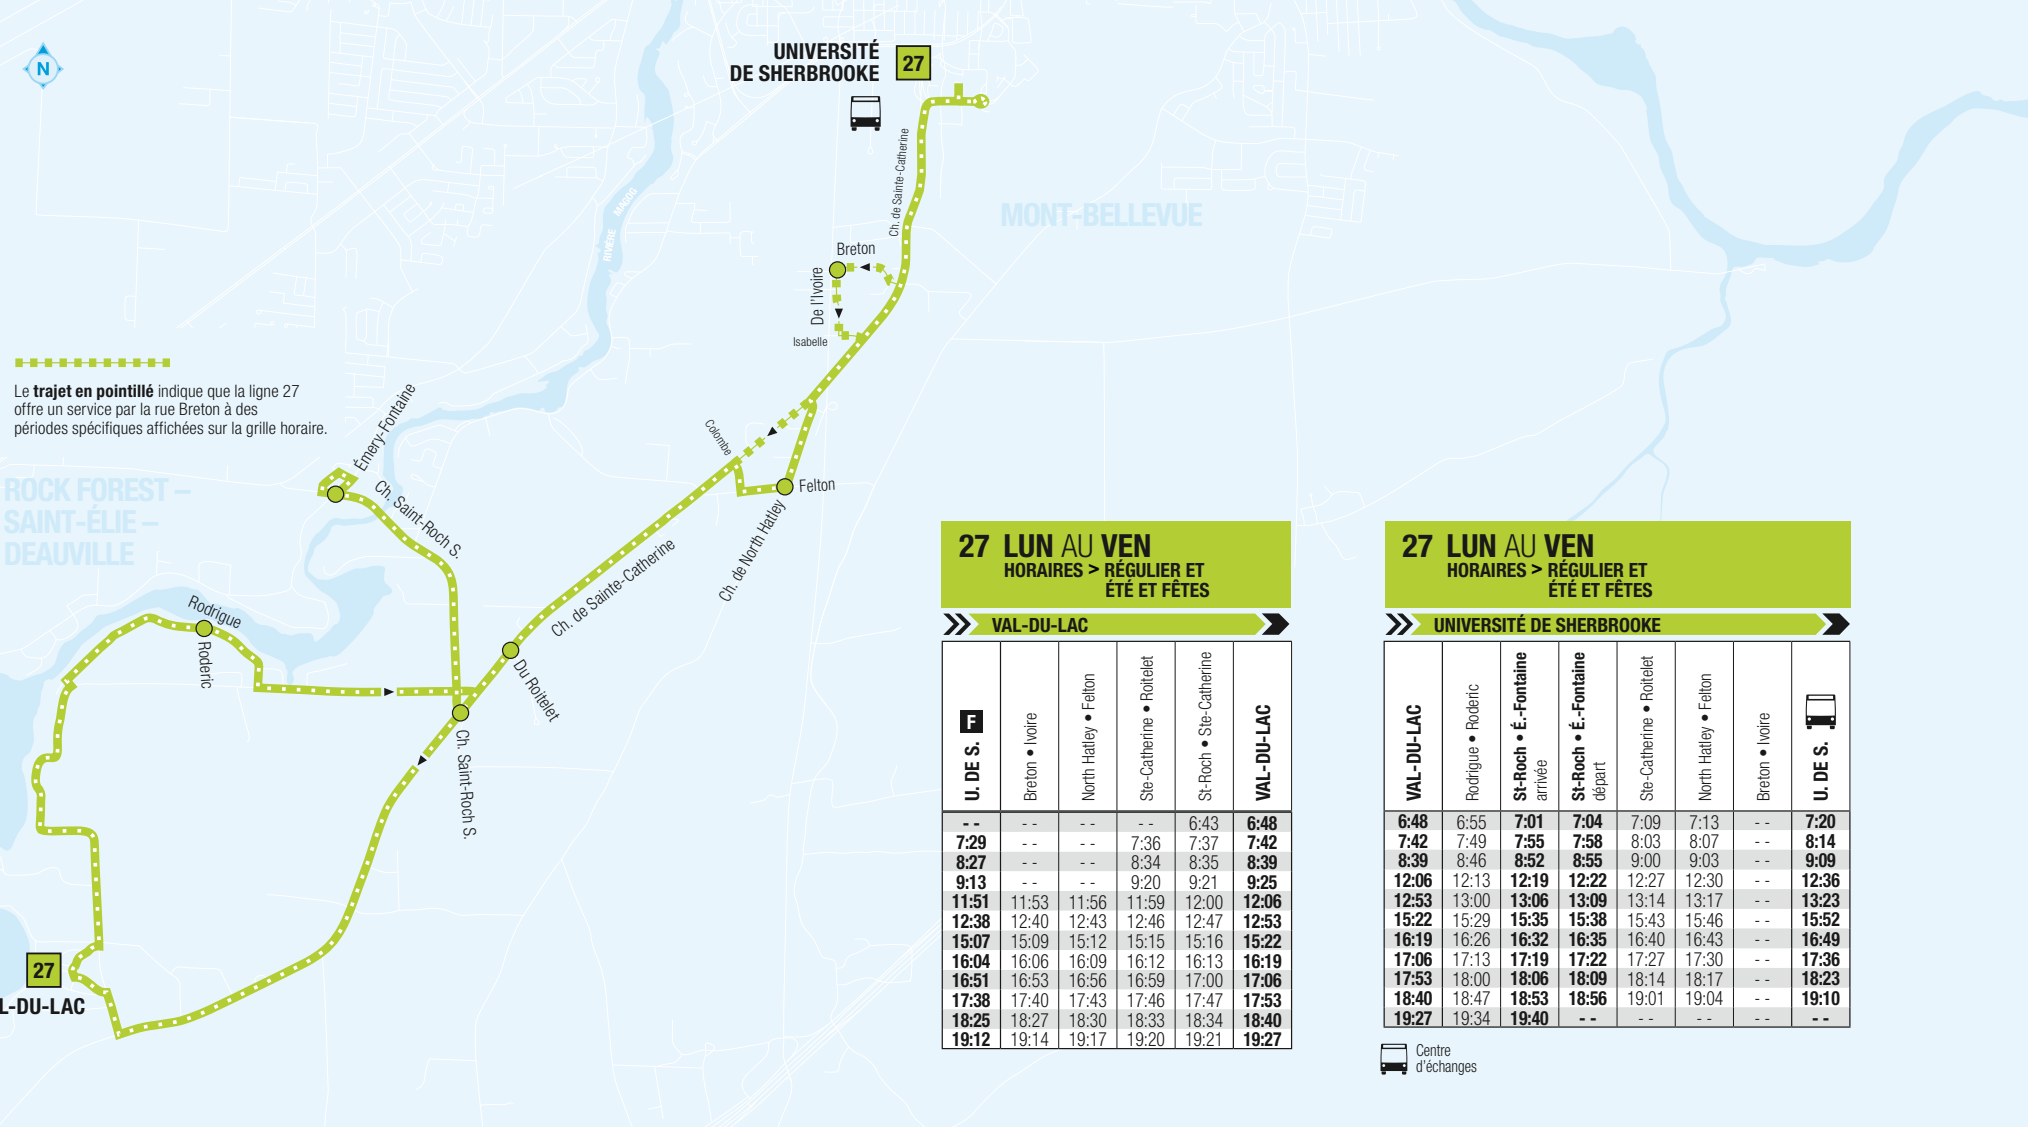 N
UNIVERSITÉ
DE SHERBROOKE
27
Ch. de Sainte-Catherine
MAGOG
RIVIÈRE
MONT-BELLEVUE
Breton
De l'Ivoire
Isabelle
Le trajet en pointillé indique que la ligne 27
offre un service par la rue Breton à des
périodes spécifiques affichées sur la grille horaire.
Émery-Fontaine
Colombe
ROCK FOREST –
SAINT-ÉLIE –
DEAUVILLE
Ch. Saint-Roch S.
Felton
Ch. de North Hatley
Ch. de Sainte-Catherine
Rodrigue
Roderic
Du Roitelet
Ch. Saint-Roch S.
27
L-DU-LAC
27 LUN AU VEN
HORAIRES > RÉGULIER ET
ÉTÉ ET FÊTES
VAL-DU-LAC
U. DE S. F
Breton • Ivoire
North Hatley • Felton
Ste-Catherine • Roitelet
St-Roch • Ste-Catherine
VAL-DU-LAC
- - - - - - - - 6:43 6:48
7:29 - - - - 7:36 7:37 7:42
8:27 - - - - 8:34 8:35 8:39
9:13 - - - - 9:20 9:21 9:25
11:51 11:53 11:56 11:59 12:00 12:06
12:38 12:40 12:43 12:46 12:47 12:53
15:07 15:09 15:12 15:15 15:16 15:22
16:04 16:06 16:09 16:12 16:13 16:19
16:51 16:53 16:56 16:59 17:00 17:06
17:38 17:40 17:43 17:46 17:47 17:53
18:25 18:27 18:30 18:33 18:34 18:40
19:12 19:14 19:17 19:20 19:21 19:27
27 LUN AU VEN
HORAIRES > RÉGULIER ET
ÉTÉ ET FÊTES
UNIVERSITÉ DE SHERBROOKE
VAL-DU-LAC
Rodrigue • Roderic
St-Roch • É.-Fontaine
arrivée
St-Roch • É.-Fontaine
départ
Ste-Catherine • Roitelet
North Hatley • Felton
Breton • Ivoire
U. DE S.
6:48 6:55 7:01 7:04 7:09 7:13 - - 7:20
7:42 7:49 7:55 7:58 8:03 8:07 - - 8:14
8:39 8:46 8:52 8:55 9:00 9:03 - - 9:09
12:06 12:13 12:19 12:22 12:27 12:30 - - 12:36
12:53 13:00 13:06 13:09 13:14 13:17 - - 13:23
15:22 15:29 15:35 15:38 15:43 15:46 - - 15:52
16:19 16:26 16:32 16:35 16:40 16:43 - - 16:49
17:06 17:13 17:19 17:22 17:27 17:30 - - 17:36
17:53 18:00 18:06 18:09 18:14 18:17 - - 18:23
18:40 18:47 18:53 18:56 19:01 19:04 - - 19:10
19:27 19:34 19:40 - - - - - - - - - -
Centre
d'échanges